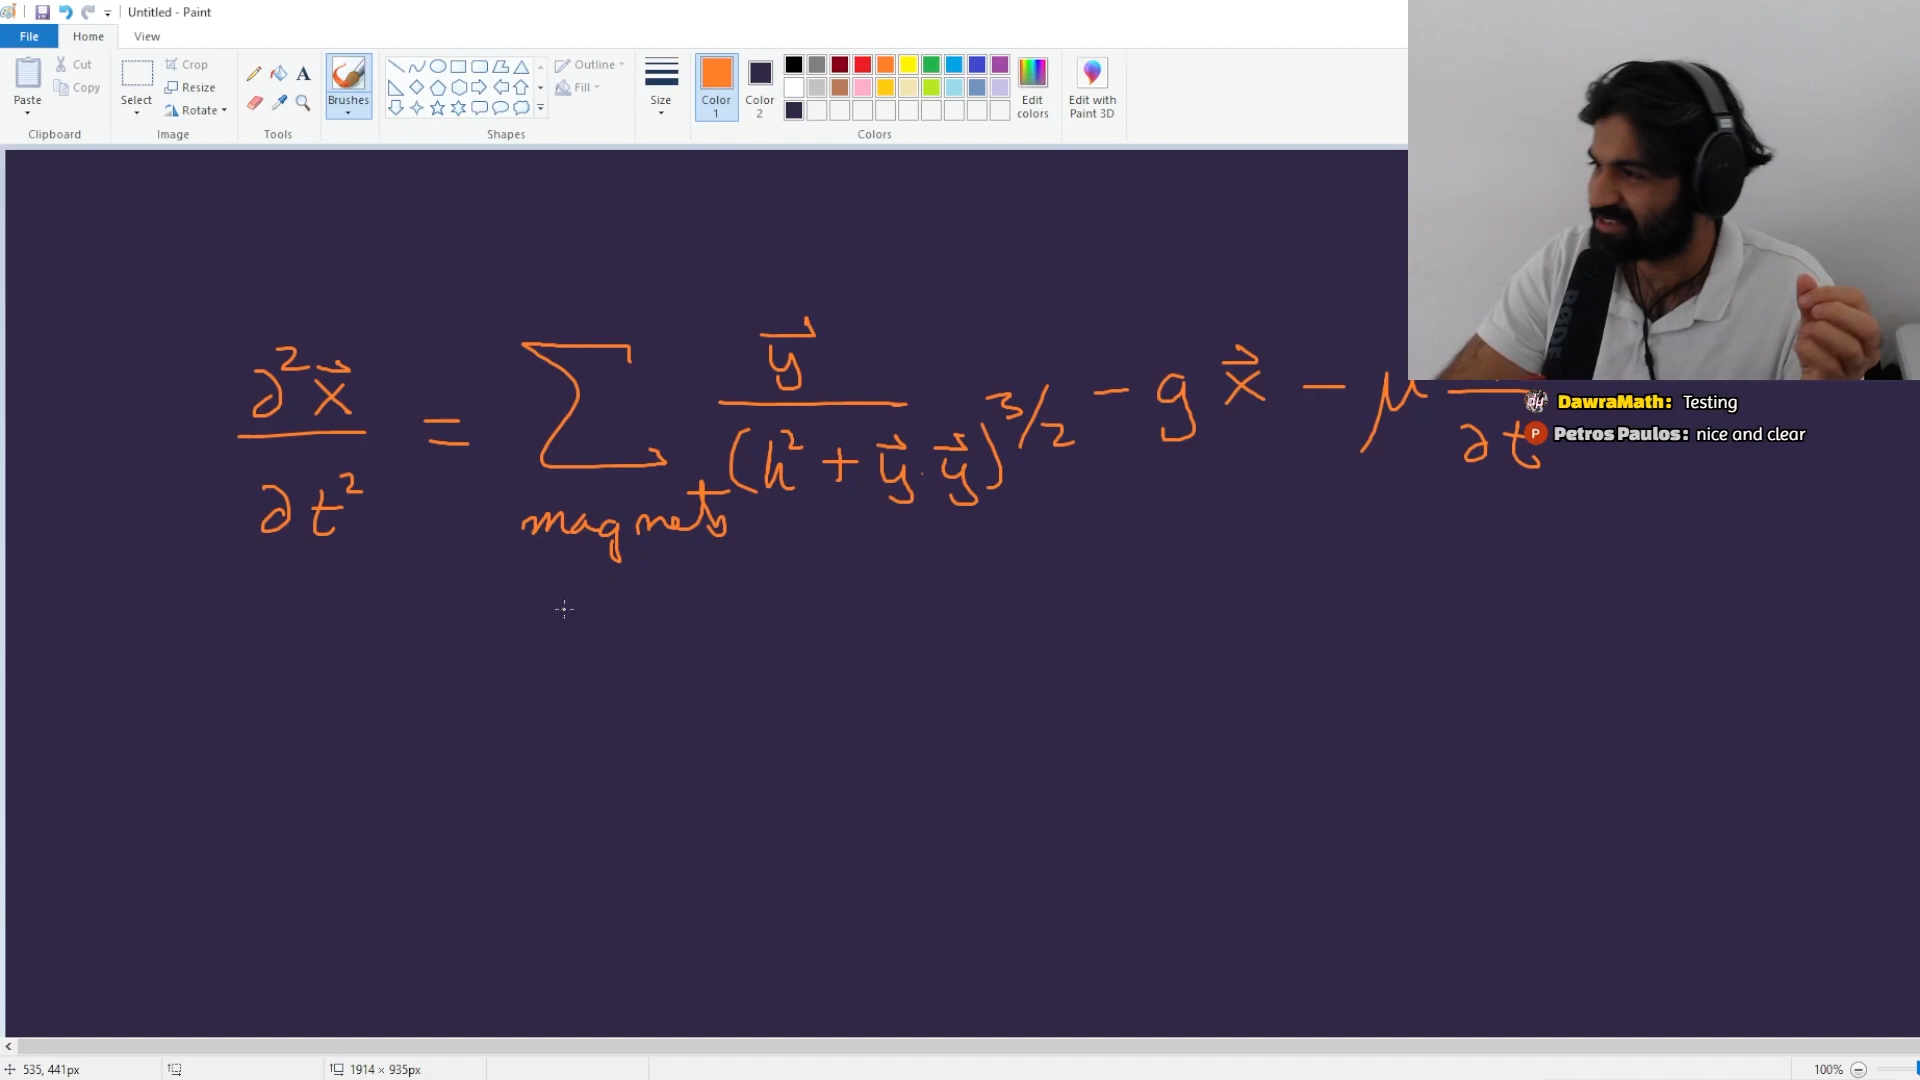 Untitled - Paint
File Home View
Paste
Cut
Copy
Clipboard
Select
Crop
Resize
Rotate
Image
A
Tools
Brushes
Outline
Fill
Shapes
Size
Color 1
Color 2
Edit colors
Colors
Edit with Paint 3D
RØDE
∂²x⃗ / ∂t² = ∑ y⃗ / (h² + y⃗ · y⃗)^3/2 - g x⃗ - μ / ∂t
magnets
DawraMath: Testing
P Petros Paulos: nice and clear
535, 441px
1914 × 935px
100%